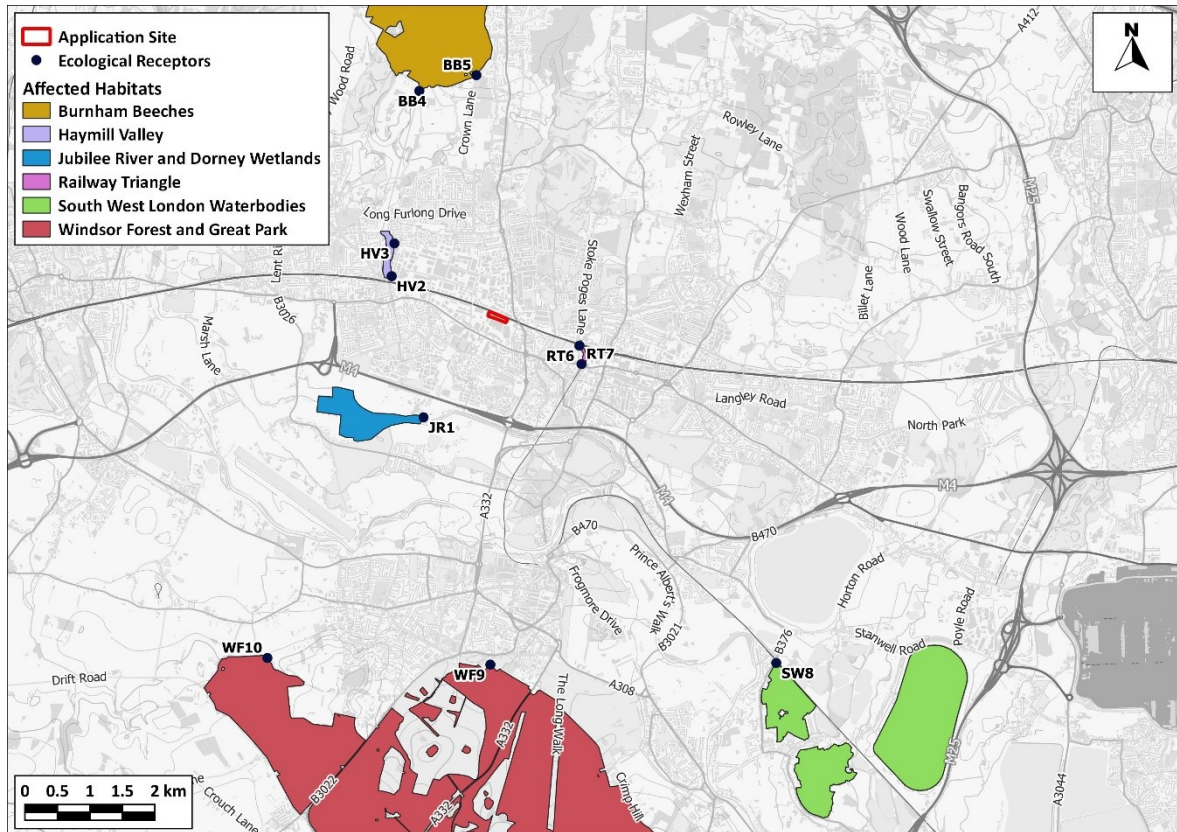 Application Site
Ecological Receptors
Affected Habitats
Burnham Beeches
Haymill Valley
Jubilee River and Dorney Wetlands
Railway Triangle
South West London Waterbodies
Windsor Forest and Great Park
N
A412
Wood Road
BB5
BB4
Crown Lane
Rowley Lane
Wexham Street
M25
Long Furlong Drive
Swallow Street
Bangors Road South
Wood Lane
HV3
HV2
Stoke Poges Lane
Billet Lane
B3026
Marsh Lane
RT6
RT7
M4
Langley Road
JR1
North Park
M4
M4
A332
B470
B470
Prince Albert's Walk
Horton Road
Frogmore Drive
B3021
Poyle Road
Stanwell Road
B376
WF10
WF9
SW8
Drift Road
A308
The Long Walk
A332
M25
A3044
Crimp Hill
B3022
A332
Crouch Lane
0 0.5 1 1.5 2 km